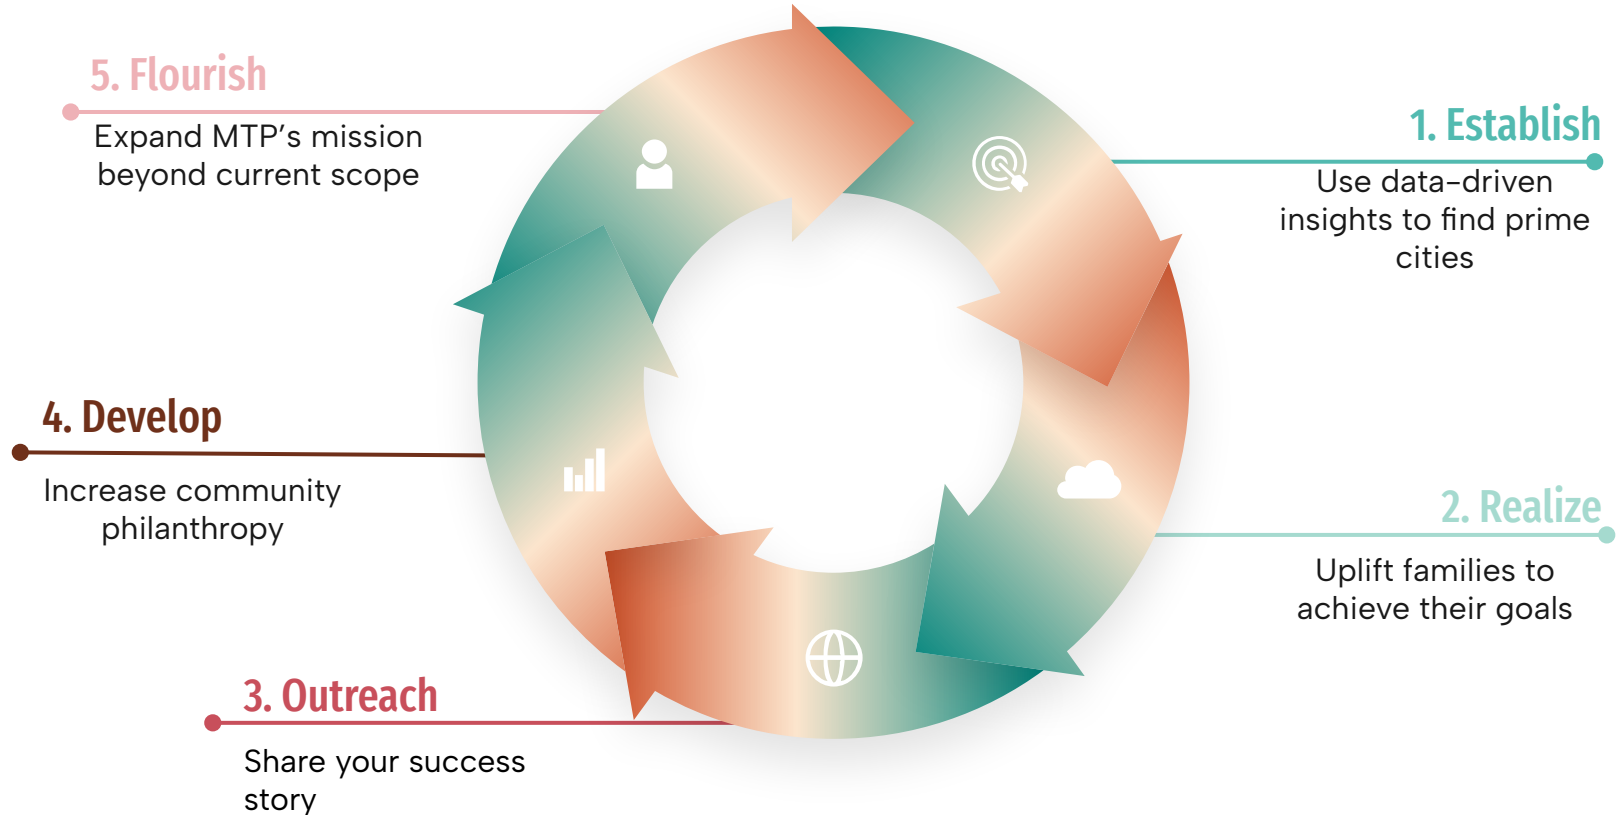 1. Establish
Use data-driven
insights to find prime
cities
2. Realize
Uplift families to
achieve their goals
3. Outreach
Share your success
story
4. Develop
Increase community
philanthropy
5. Flourish
Expand MTP’s mission
beyond current scope